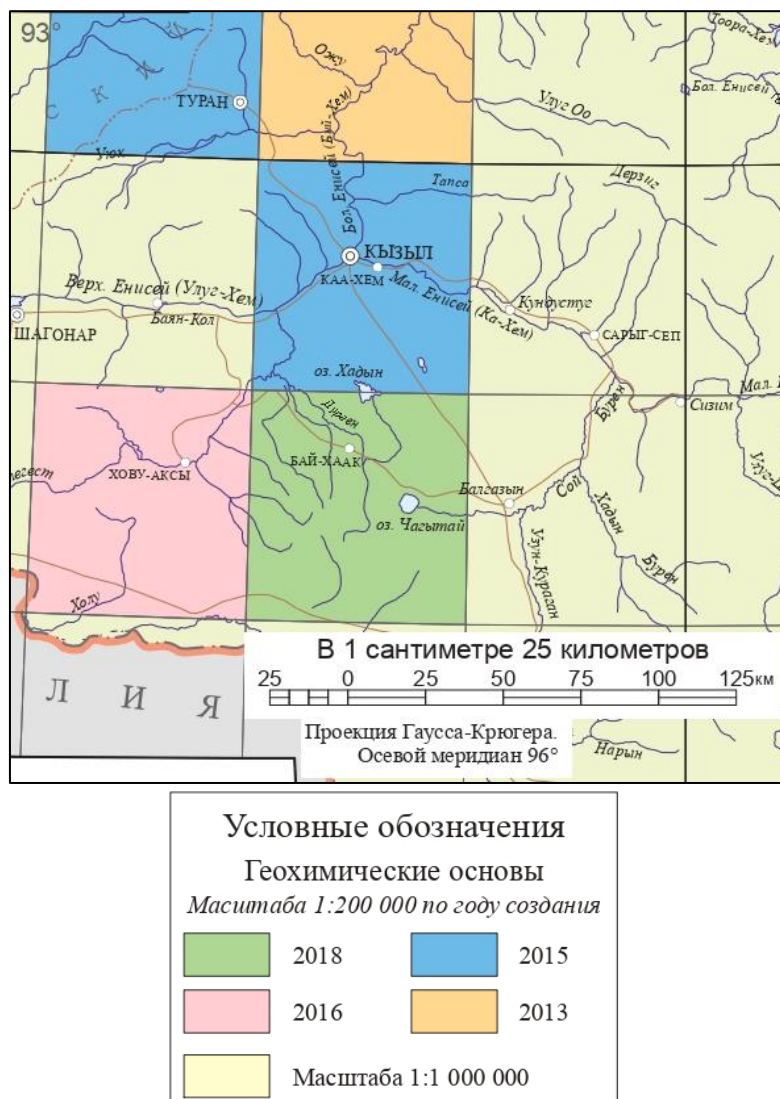 93°
С К И Й
Ожу
Тоора-Хем
Бол. Енисей
ТУРАН
Улуг Оо
Уюк
Бол. Енисей (Бий-Хем)
Тапса
Дерзиг
КЫЗЫЛ
КАА-ХЕМ
Верх. Енисей (Улуг-Хем)
Мал. Енисей (Ка-Хем)
Баян-Кол
Кундустуг
ШАГОНАР
САРЫГ-СЕП
оз. Хадын
Мал.
Бурен
Сизим
Дурген
ХОВУ-АКСЫ
БАЙ-ХААК
Балгазын
Сой
оз. Чагытай
Хадын
Узун-Кураган
Бурен
Холу
Л И Я
В 1 сантиметре 25 километров
25 0 25 50 75 100 125км
Проекция Гаусса-Крюгера.
Осевой меридиан 96°
Нарын
Условные обозначения
Геохимические основы
Масштаба 1:200 000 по году создания
2018 2015
2016 2013
Масштаба 1:1 000 000